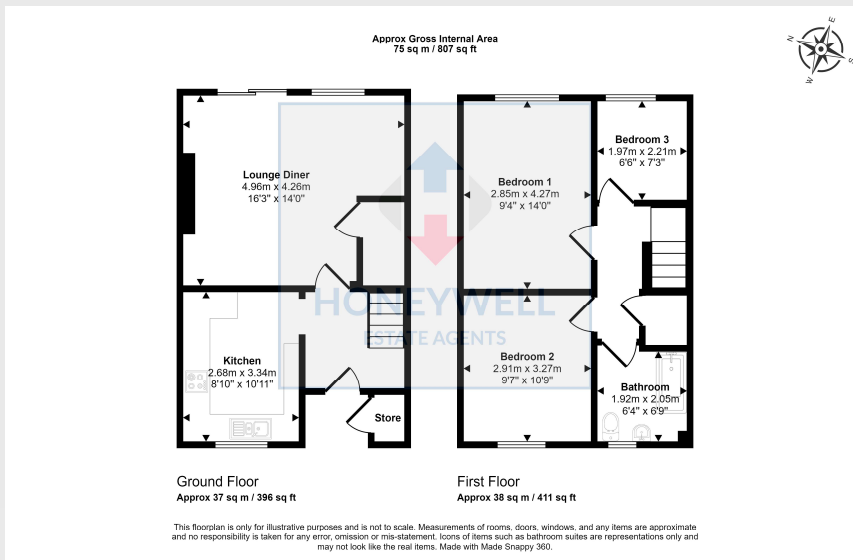 Approx Gross Internal Area
75 sq m / 807 sq ft
N
E
S
W
Lounge Diner
4.96m x 4.26m
16'3" x 14'0"
Kitchen
2.68m x 3.34m
8'10" x 10'11"
Store
Bedroom 1
2.85m x 4.27m
9'4" x 14'0"
Bedroom 3
1.97m x 2.21m
6'6" x 7'3"
Bedroom 2
2.91m x 3.27m
9'7" x 10'9"
Bathroom
1.92m x 2.05m
6'4" x 6'9"
HONEYWELL
ESTATE AGENTS
Ground Floor
Approx 37 sq m / 396 sq ft
First Floor
Approx 38 sq m / 411 sq ft
This floorplan is only for illustrative purposes and is not to scale. Measurements of rooms, doors, windows, and any items are approximate
and no responsibility is taken for any error, omission or mis-statement. Icons of items such as bathroom suites are representations only and
may not look like the real items. Made with Made Snappy 360.